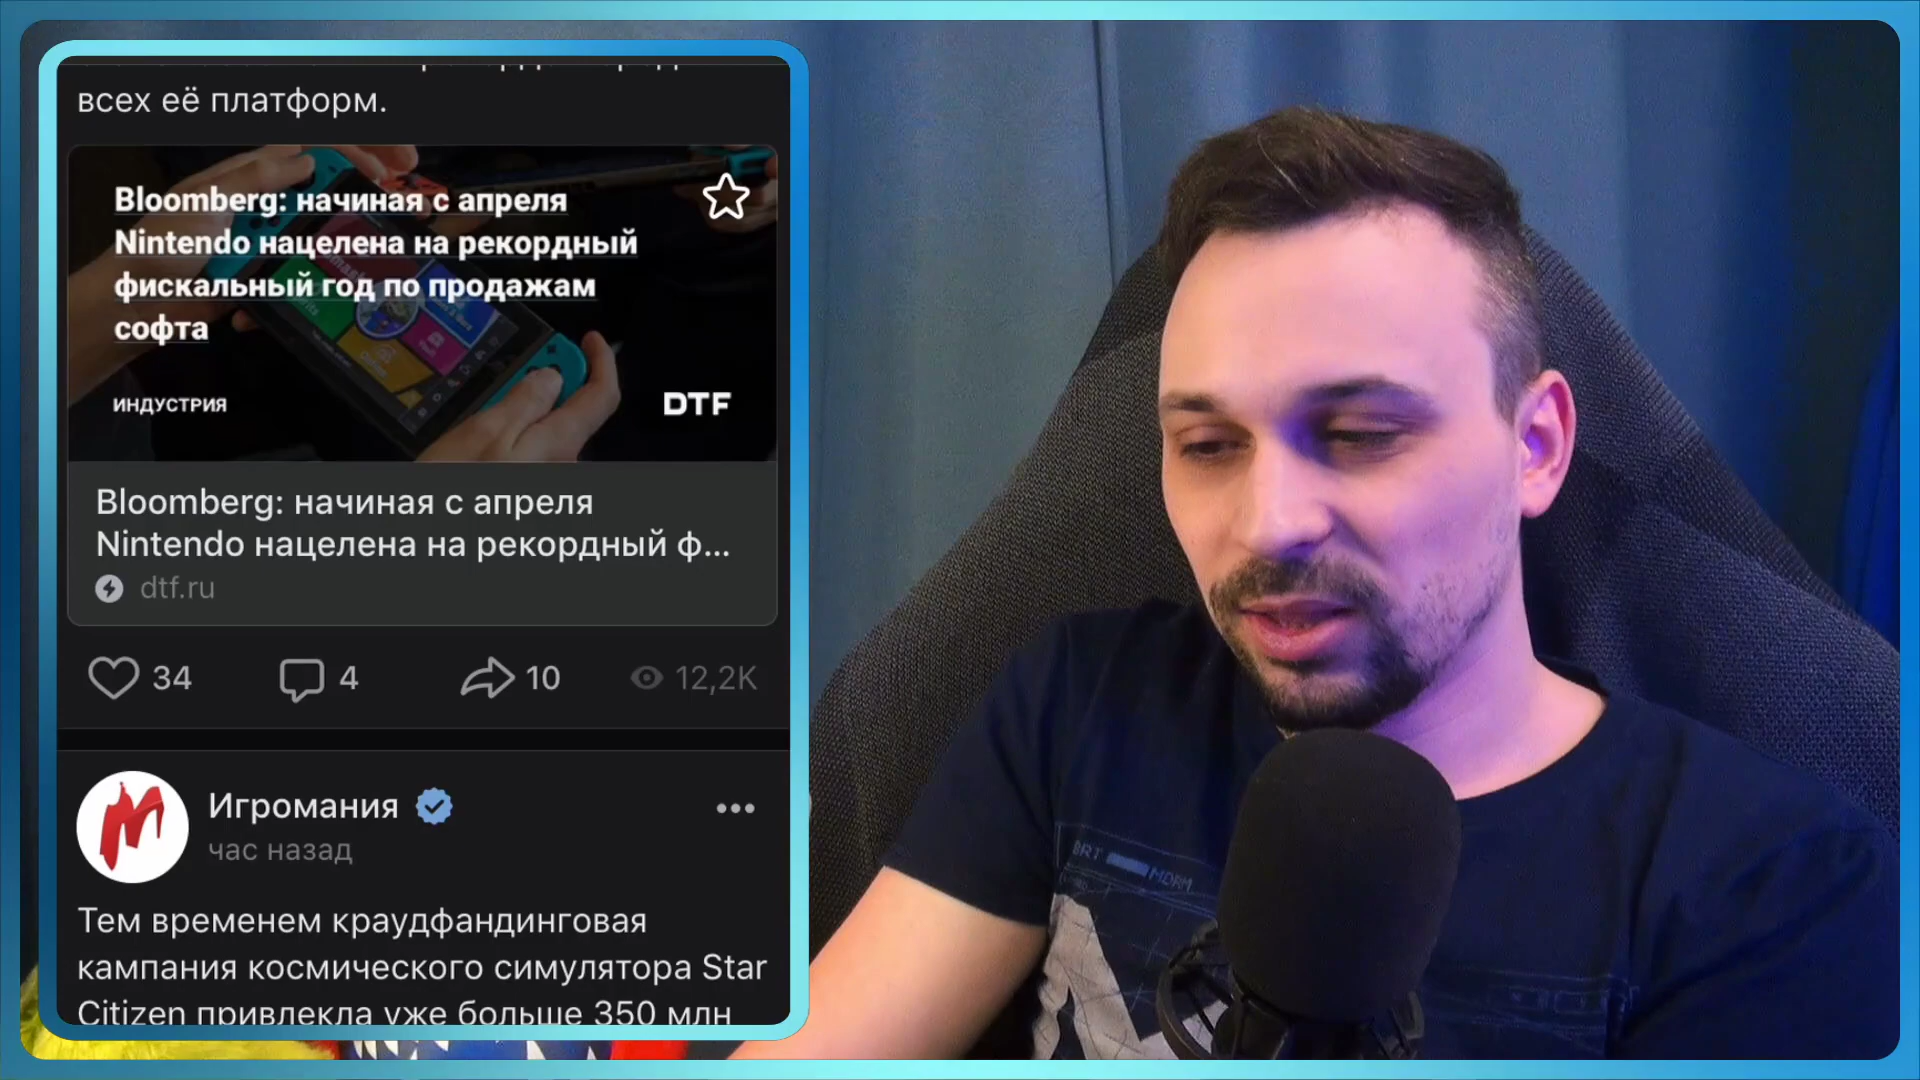 всех её платформ.
Bloomberg: начиная с апреля
Nintendo нацелена на рекордный
фискальный год по продажам
софта
ИНДУСТРИЯ
DTF
Bloomberg: начиная с апреля
Nintendo нацелена на рекордный ф...
dtf.ru
34
4
10
12,2K
Игромания
час назад
Тем временем краудфандинговая
кампания космического симулятора Star
Citizen привлекла уже больше 350 млн